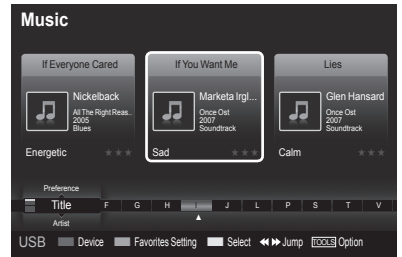 Music
If Everyone Cared
Nickelback
All The Right Reas..
2005
Blues
Energetic
If You Want Me
Marketa Irgl...
Once Ost
2007
Soundtrack
Sad
Lies
Glen Hansard
Once Ost
2007
Soundtrack
Calm
Preference
Title F G H I J L P S T V
Artist
USB Device Favorites Setting Select Jump TOOLS Option